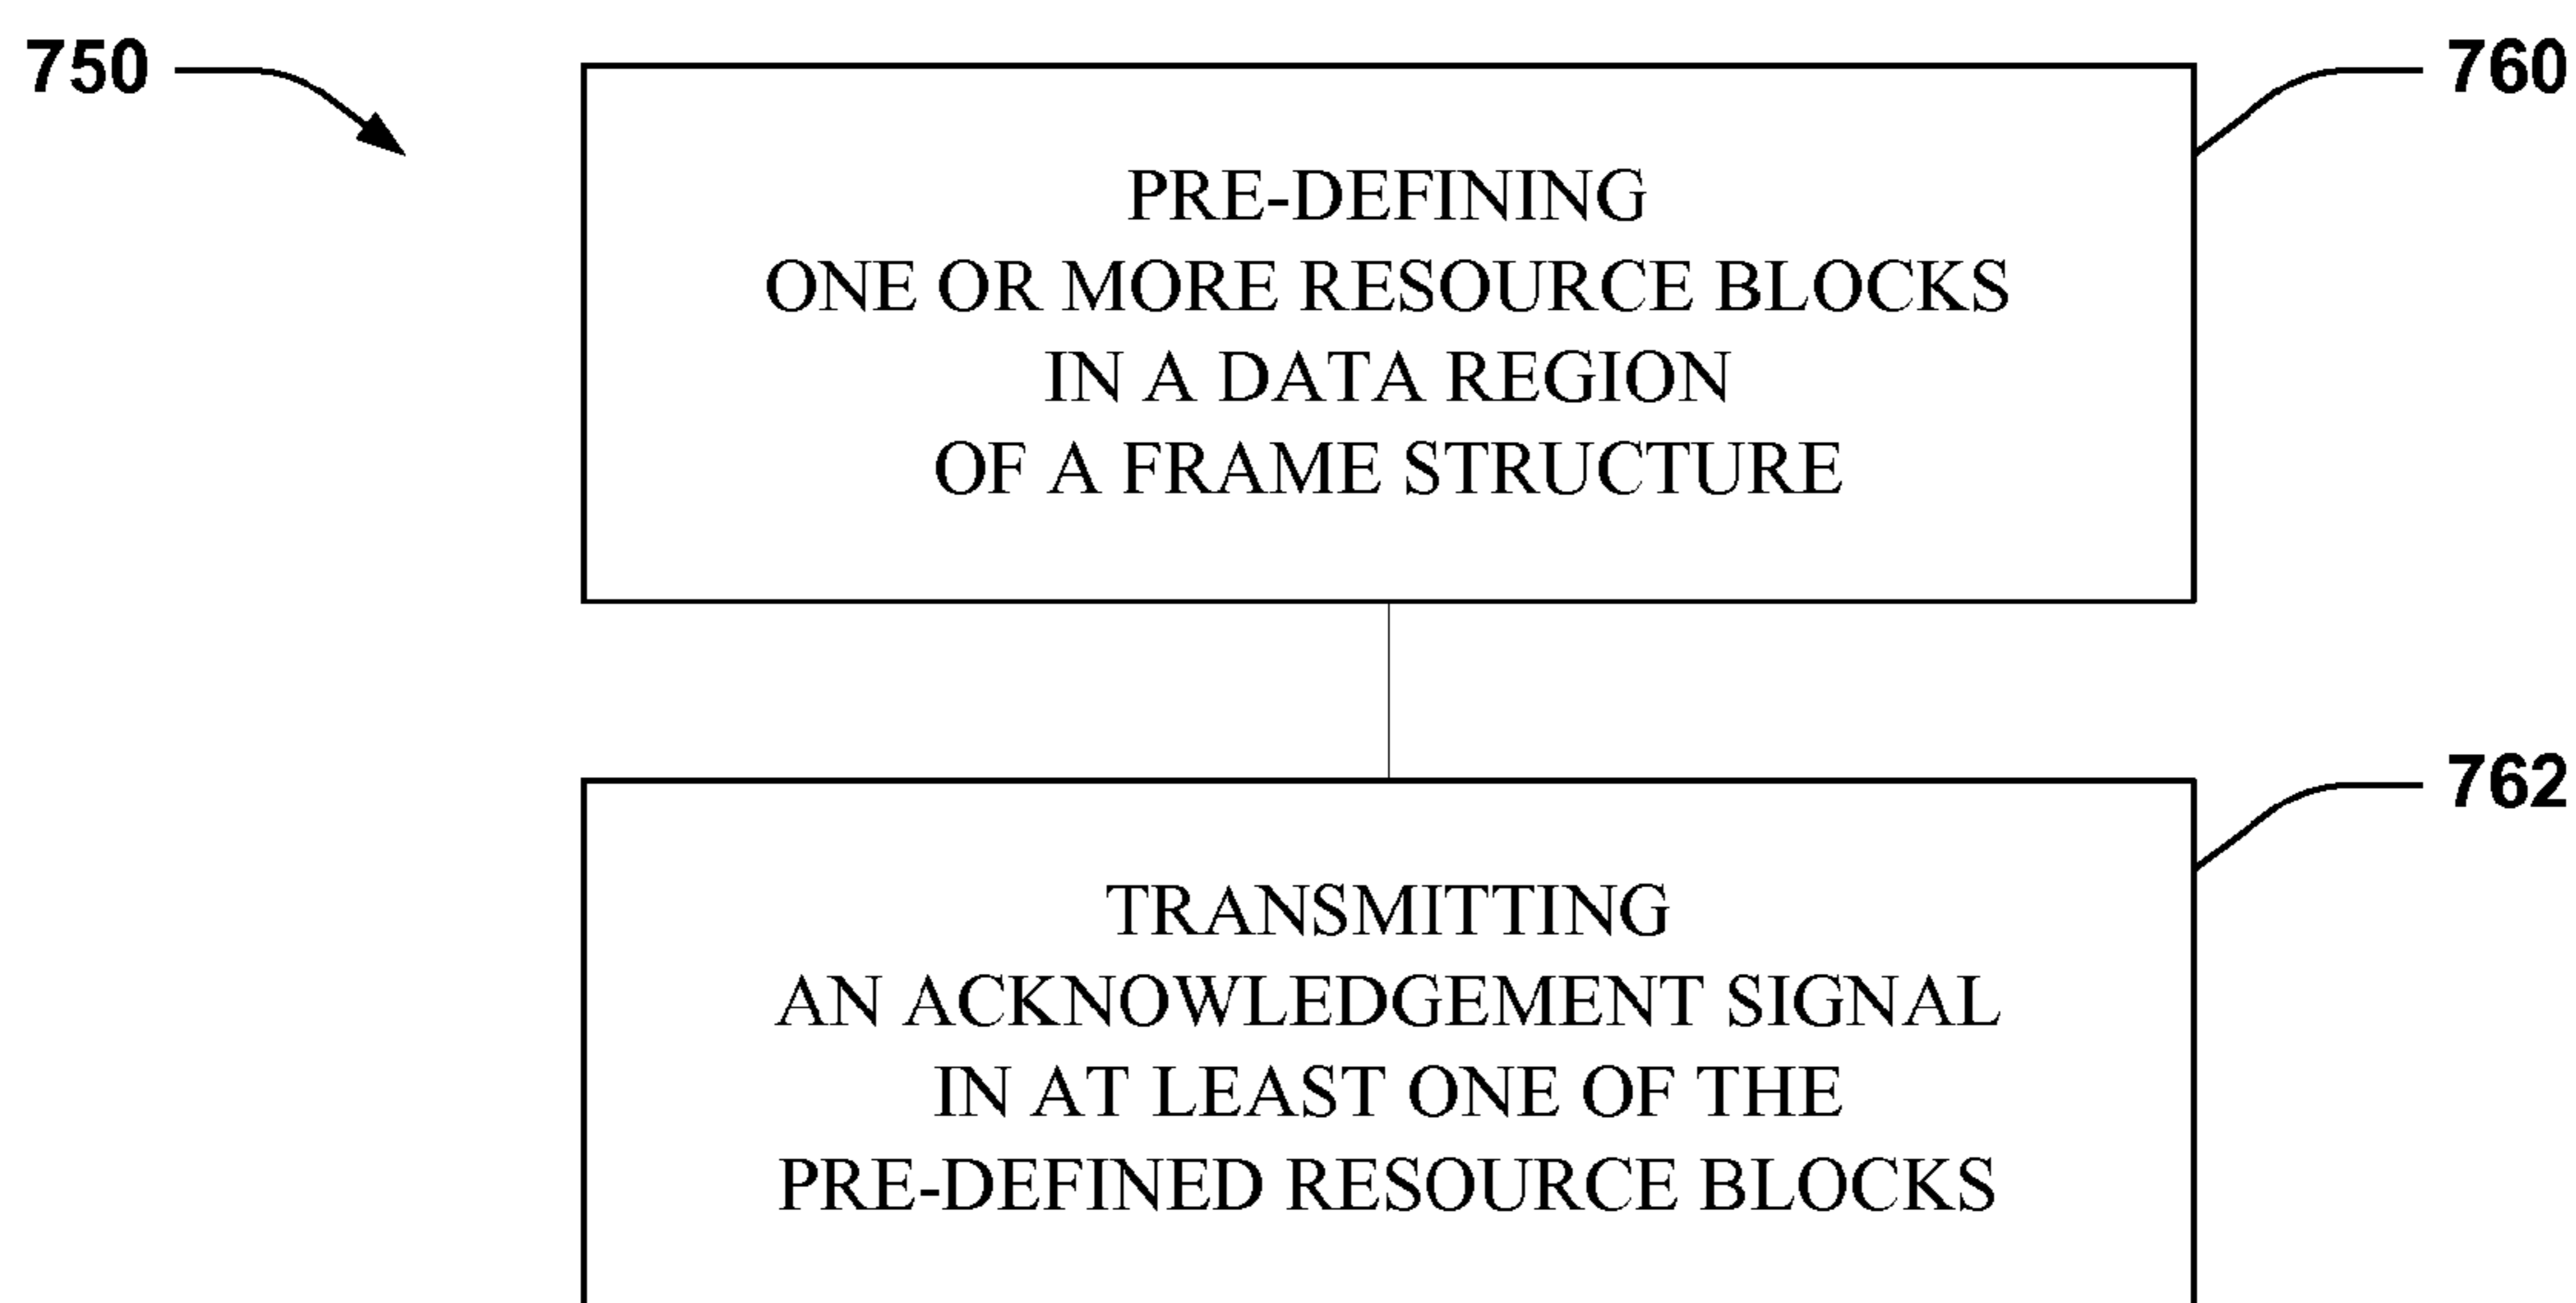 750
760
PRE-DEFINING
ONE OR MORE RESOURCE BLOCKS
IN A DATA REGION
OF A FRAME STRUCTURE
762
TRANSMITTING
AN ACKNOWLEDGEMENT SIGNAL
IN AT LEAST ONE OF THE
PRE-DEFINED RESOURCE BLOCKS